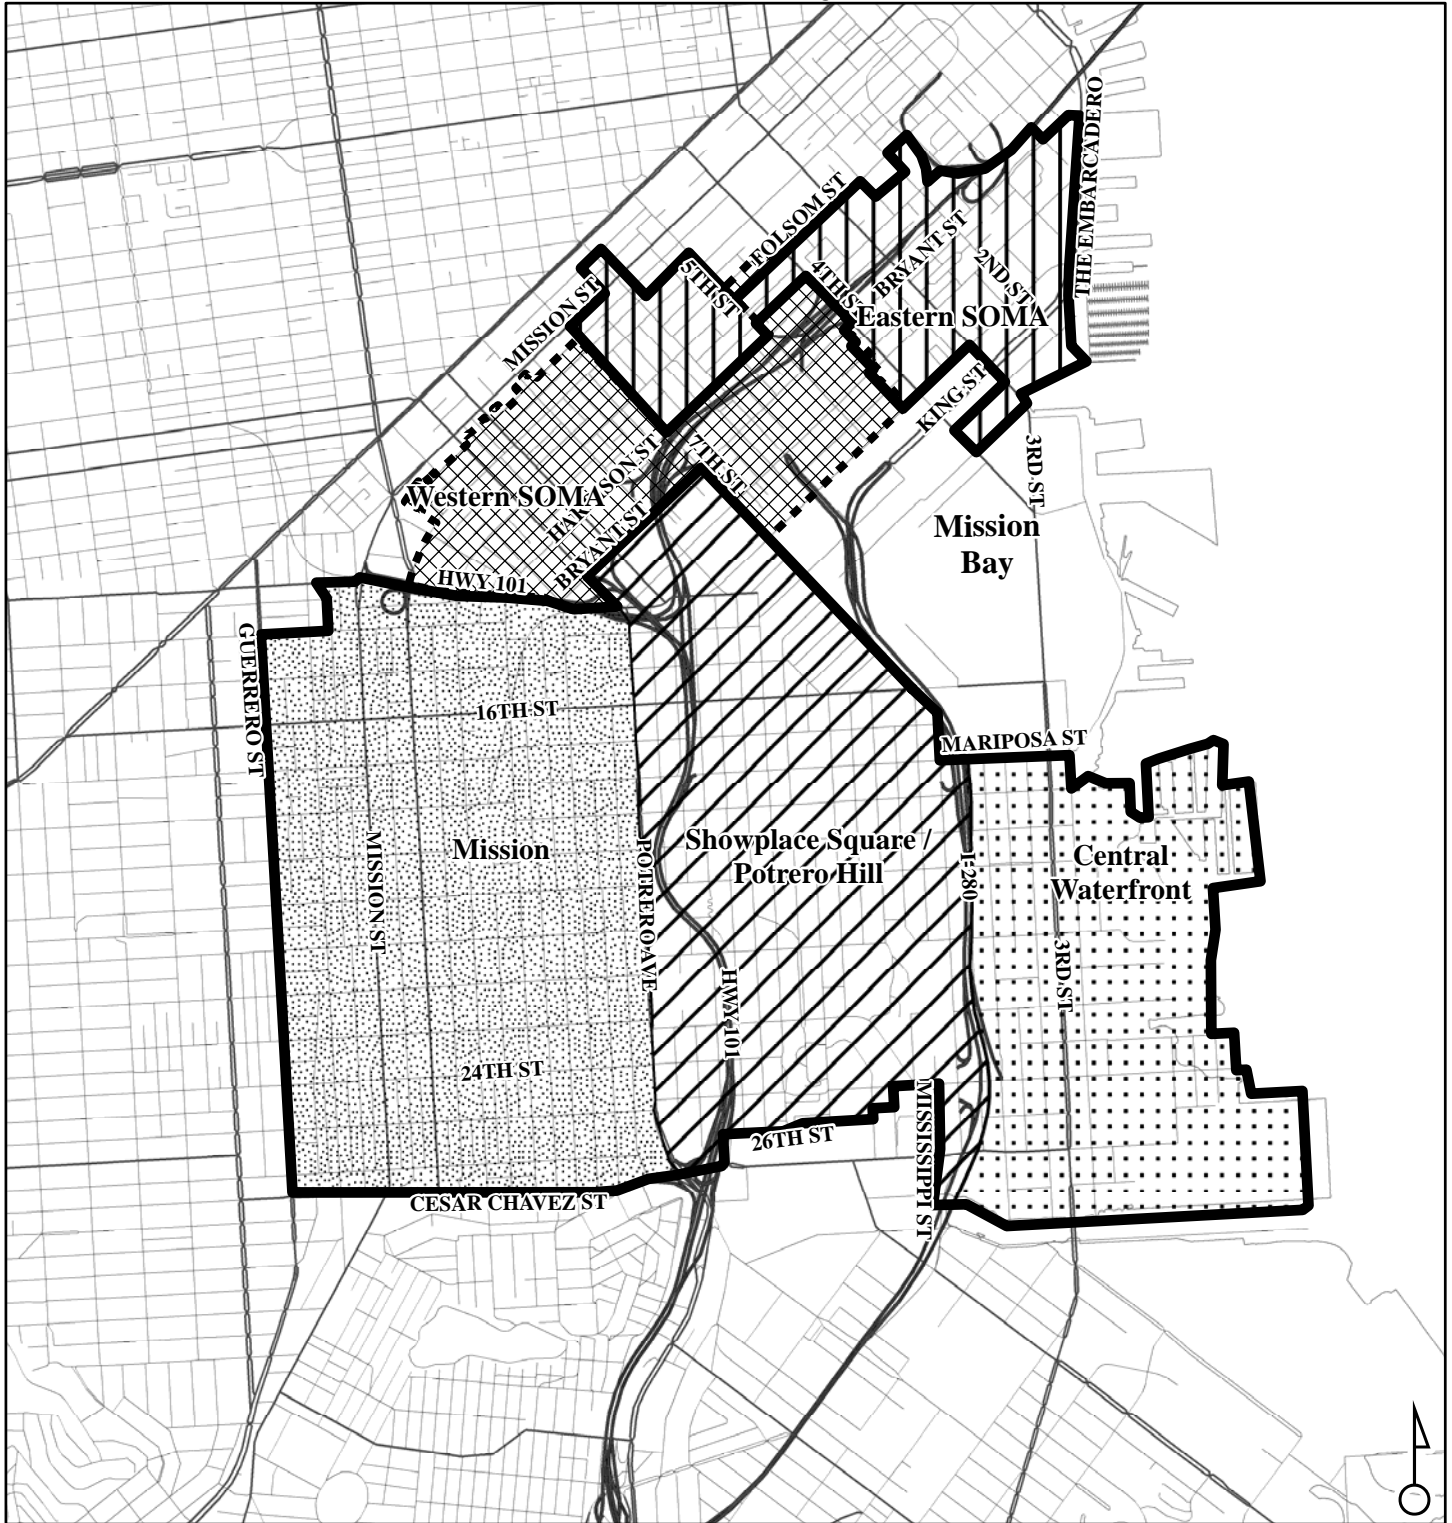 THE EMBARCADERO
FOLSOM ST
BRYANT ST
2ND ST
5TH ST
4TH ST
MISSION ST
Eastern SOMA
KING ST
3RD ST
7TH ST
HARRISON ST
Western SOMA
BRYANT ST
Mission
Bay
HWY 101
GUERRERO ST
16TH ST
MARIPOSA ST
MISSION ST
Mission
POTRERO AVE
Showplace Square /
Potrero Hill
I-280
Central
Waterfront
3RD ST
HWY 101
24TH ST
26TH ST
MISSISSIPPI ST
CESAR CHAVEZ ST